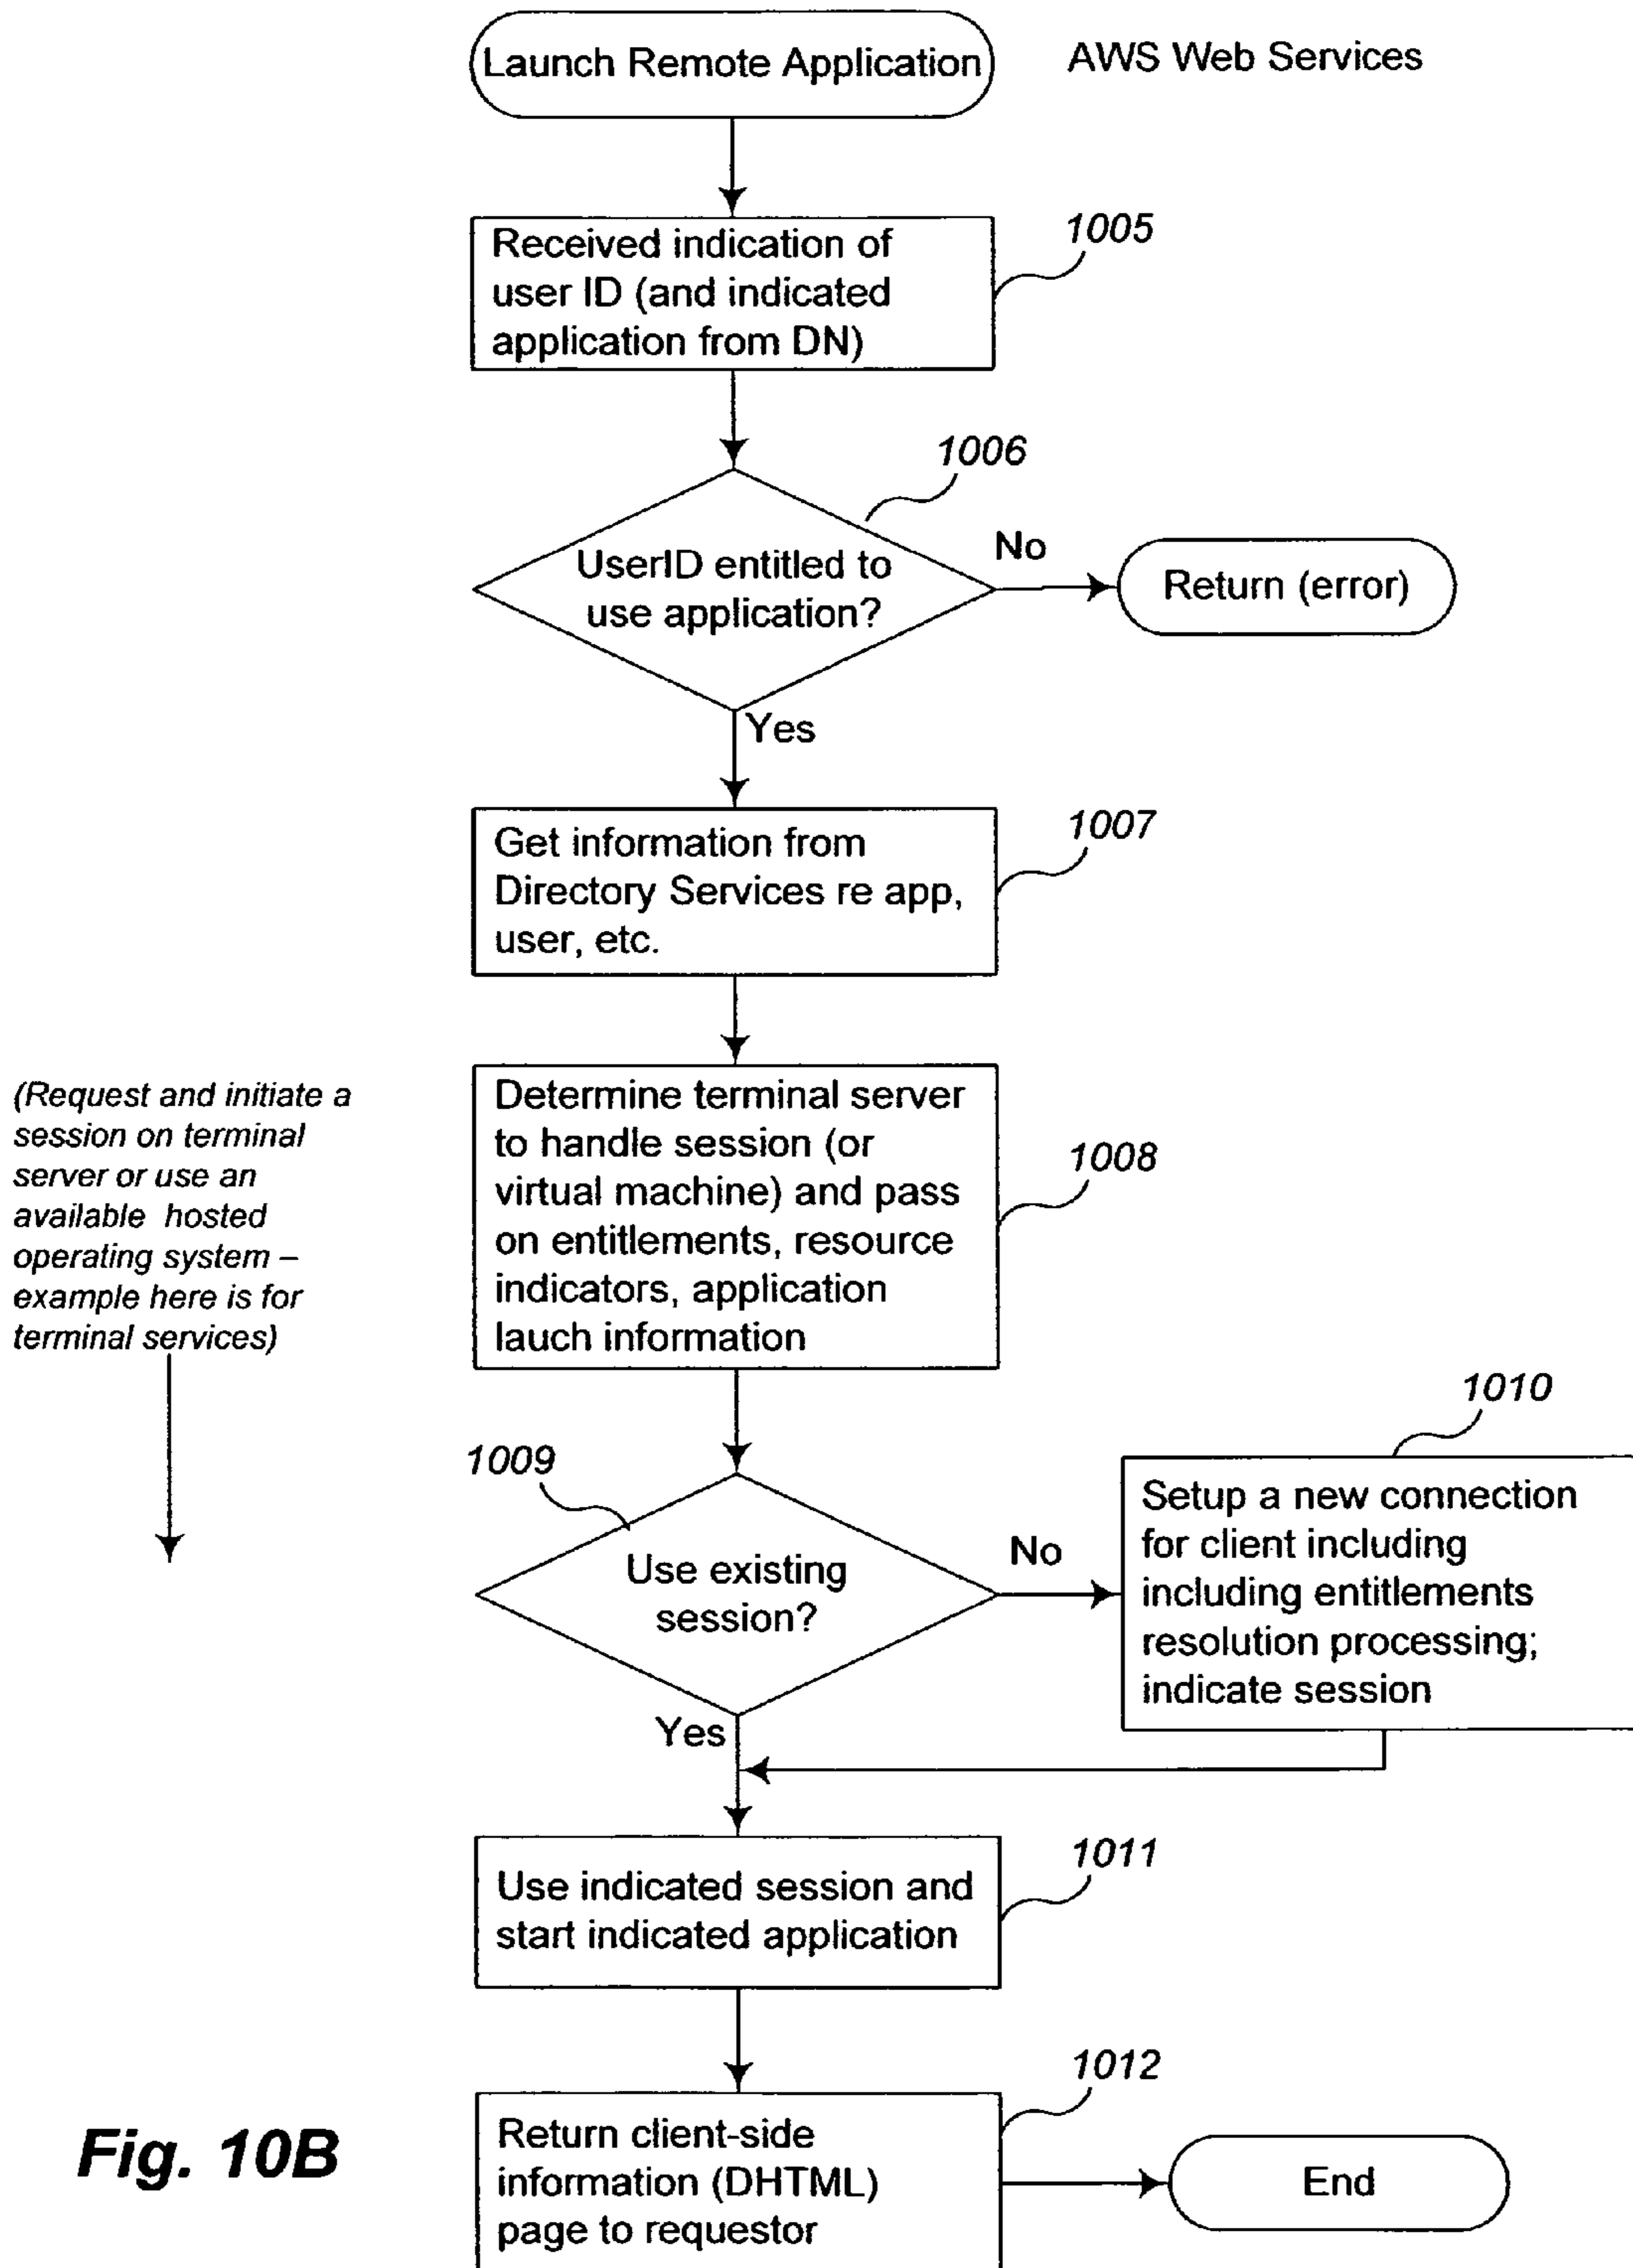 Launch Remote Application
AWS Web Services
Received indication of
user ID (and indicated
application from DN)
1005
1006
UserID entitled to
use application?
No
Return (error)
Yes
Get information from
Directory Services re app,
user, etc.
1007
(Request and initiate a
session on terminal
server or use an
available hosted
operating system –
example here is for
terminal services)
Determine terminal server
to handle session (or
virtual machine) and pass
on entitlements, resource
indicators, application
lauch information
1008
1009
Use existing
session?
No
1010
Setup a new connection
for client including
including entitlements
resolution processing;
indicate session
Yes
Use indicated session and
start indicated application
1011
1012
Return client-side
information (DHTML)
page to requestor
End
Fig. 10B